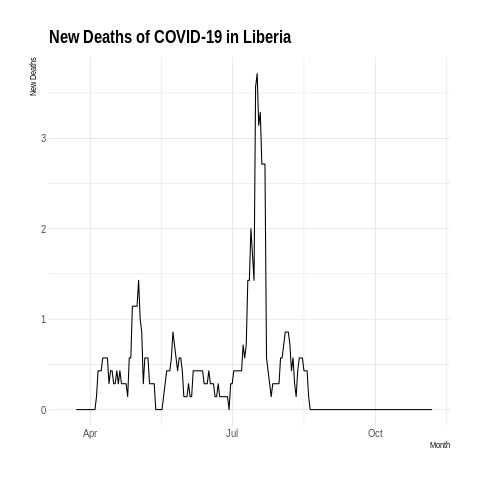 New Deaths of COVID-19 in Liberia
New Deaths
3
2
1
0
Apr Jul Oct
Month